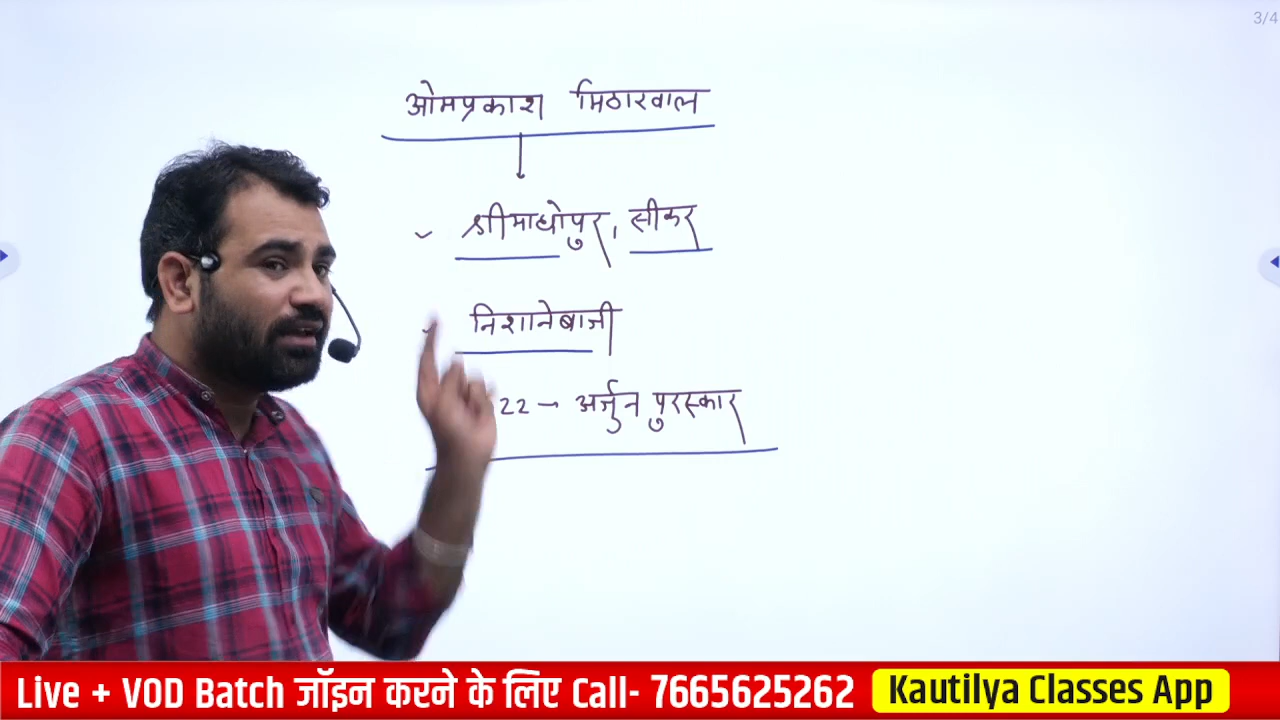 3/4
ओमप्रकाश मिठारवाल
श्रीमाधोपुर, सीकर
निशानेबाजी
22 → अर्जुन पुरस्कार
Live + VOD Batch जॉइन करने के लिए Call- 7665625262
Kautilya Classes App